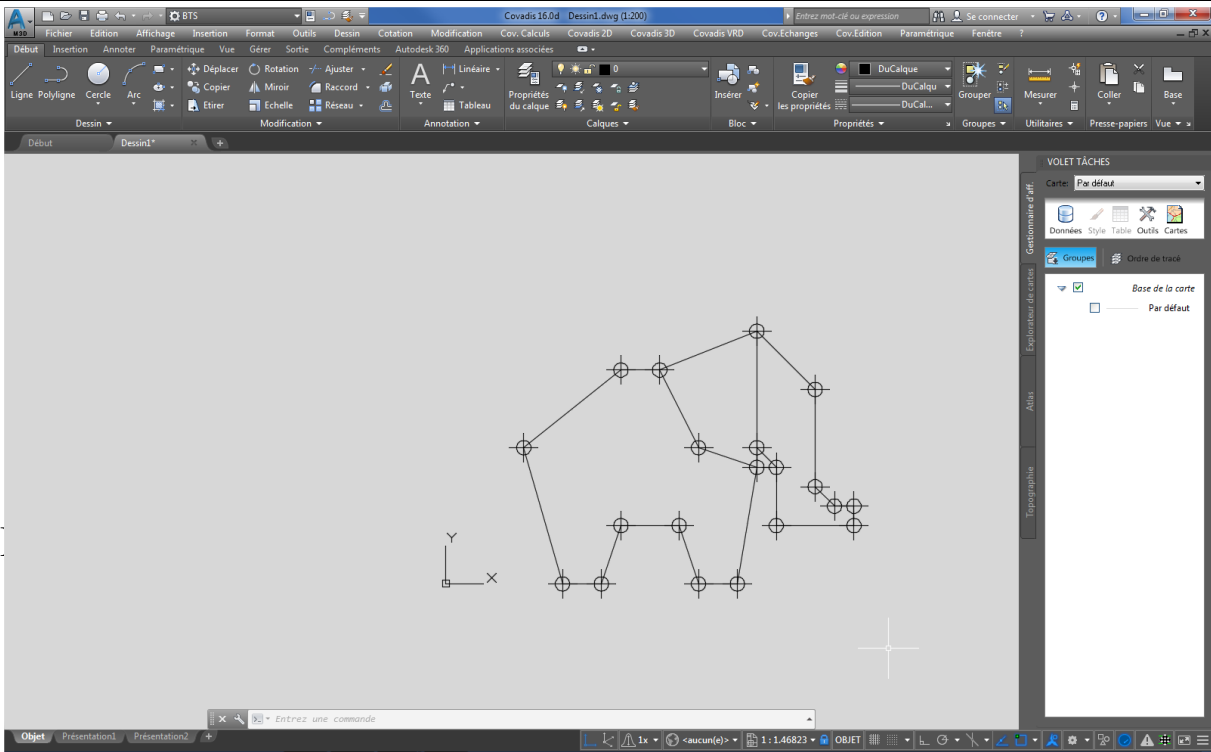 BTS Covadis 16.0d Dessin1.dwg (1:200) Entrez mot-clé ou expression Se connecter
M3D Fichier Edition Affichage Insertion Format Outils Dessin Cotation Modification Cov. Calculs Covadis 2D Covadis 3D Covadis VRD Cov.Echanges Cov.Edition Paramétrique Fenêtre ?
Début Insertion Annoter Paramétrique Vue Gérer Sortie Compléments Autodesk 360 Applications associées
Ligne Polyligne Cercle Arc
Déplacer Rotation Ajuster
Copier Miroir Raccord
Etirer Echelle Réseau
Texte Linéaire
Tableau
Propriétés du calque
0
Insérer
Copier les propriétés
DuCalque
DuCalqu
DuCal...
Grouper
Mesurer
Coller
Base
Dessin Modification Annotation Calques Bloc Propriétés Groupes Utilitaires Presse-papiers Vue
Début Dessin1* +
VOLET TÂCHES
Carte: Par défaut
Données Style Table Outils Cartes
Groupes Ordre de tracé
Base de la carte
Par défaut
Gestionnaire d'aff.
Explorateur de cartes
Atlas
Topographie
Y
X
Entrez une commande
Objet Présentation1 Présentation2 +
1x <aucun(e)> 1:1.46823 OBJET